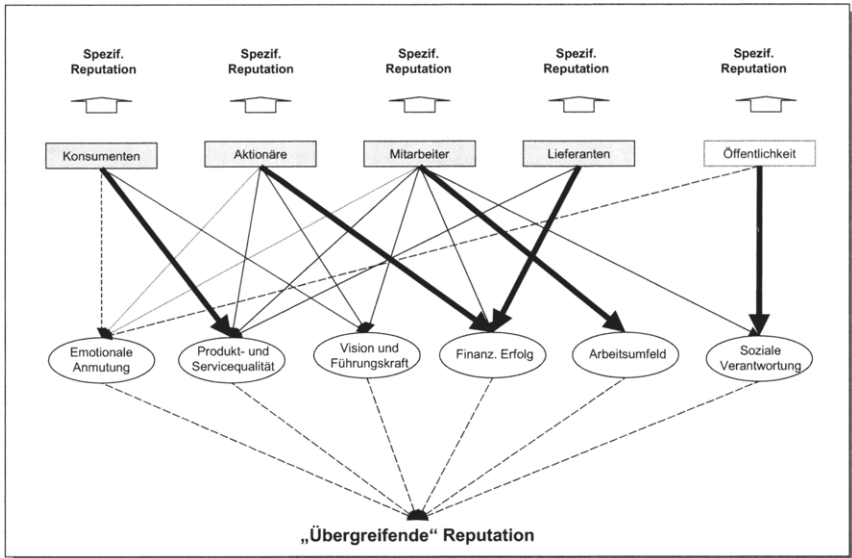 Spezif.
Reputation
Spezif.
Reputation
Spezif.
Reputation
Spezif.
Reputation
Spezif.
Reputation
Konsumenten
Aktionäre
Mitarbeiter
Lieferanten
Öffentlichkeit
Emotionale
Anmutung
Produkt- und
Servicequalität
Vision und
Führungskraft
Finanz. Erfolg
Arbeitsumfeld
Soziale
Verantwortung
„Übergreifende“ Reputation